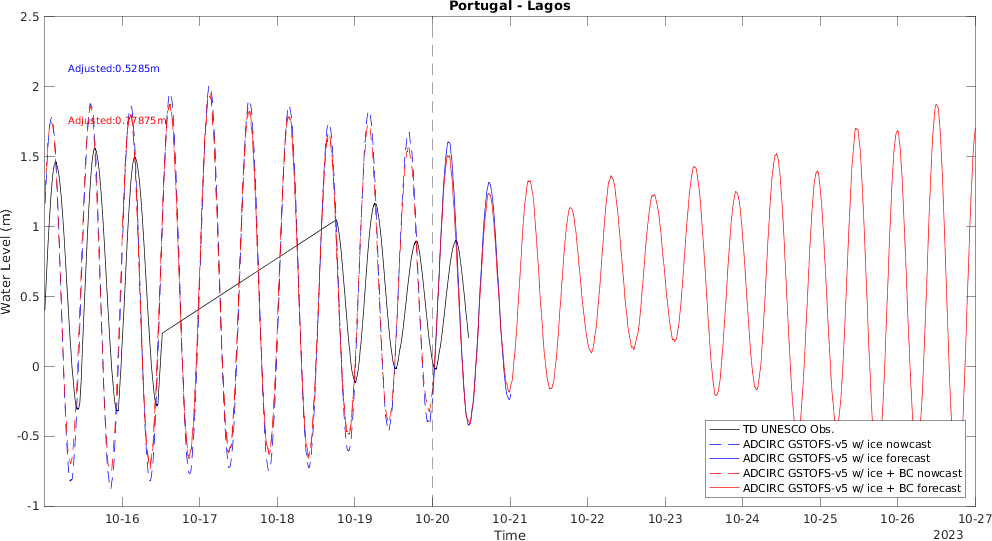 Portugal - Lagos
2.5
2
1.5
1
0.5
0
-0.5
-1
Water Level (m)
Adjusted:0.5285m
Adjusted:0.17875m
TD UNESCO Obs.
ADCIRC GSTOFS-v5 w/ ice nowcast
ADCIRC GSTOFS-v5 w/ ice forecast
ADCIRC GSTOFS-v5 w/ ice + BC nowcast
ADCIRC GSTOFS-v5 w/ ice + BC forecast
10-16 10-17 10-18 10-19 10-20 10-21 10-22 10-23 10-24 10-25 10-26 10-27
Time
2023